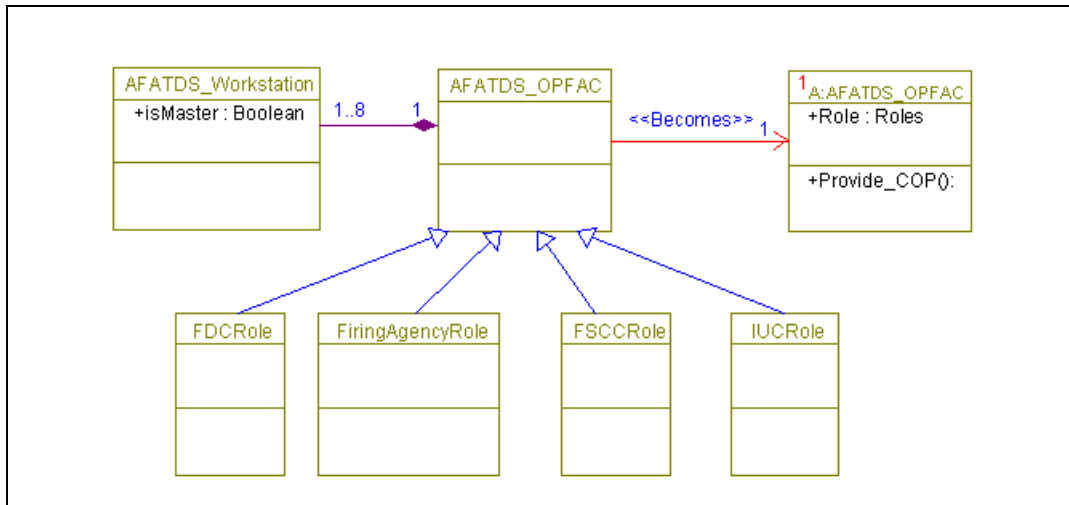 AFATDS_Workstation
+isMaster : Boolean
1..8
1
AFATDS_OPFAC
<<Becomes>>
1
1
A:AFATDS_OPFAC
+Role : Roles
+Provide_COP():
FDCRole
FiringAgencyRole
FSCCRole
IUCRole